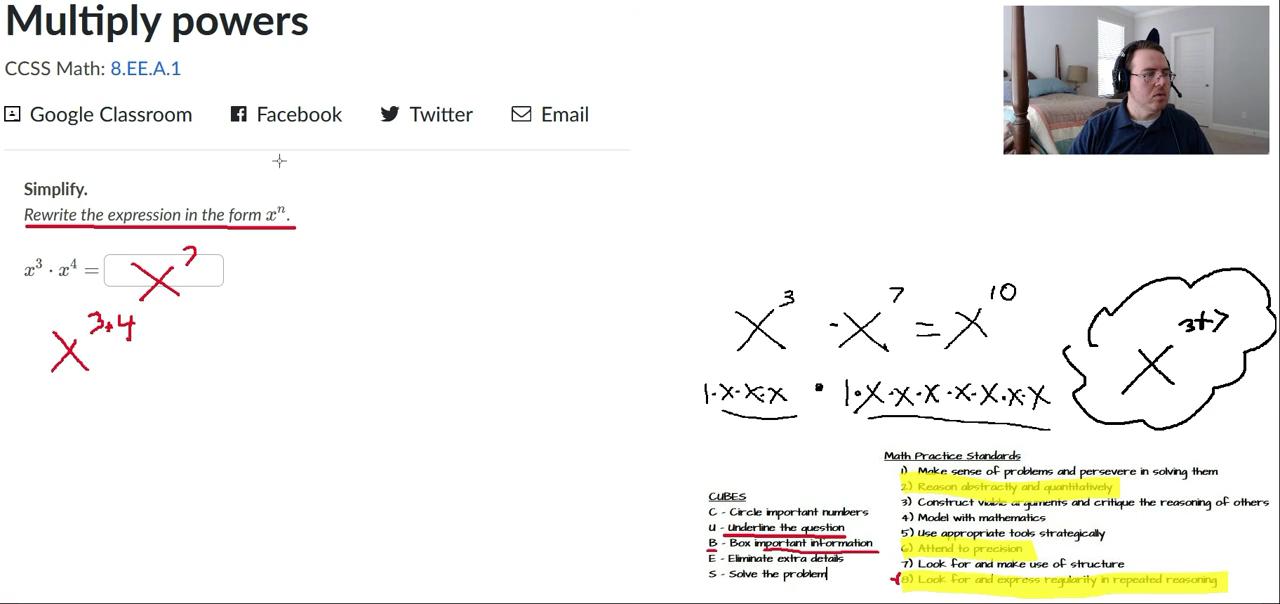 Multiply powers
CCSS Math: 8.EE.A.1
Google Classroom Facebook Twitter Email
Simplify.
Rewrite the expression in the form xⁿ.
x³ · x⁴ = x⁷
x³⁺⁴
x³ · x⁷ = x¹⁰
1·x·x·x · 1·x·x·x·x·x·x·x
x³⁺⁷
CUBES
C - Circle important numbers
U - Underline the question
B - Box important information
E - Eliminate extra details
S - Solve the problem
Math Practice Standards
1) Make sense of problems and persevere in solving them
2) Reason abstractly and quantitatively
3) Construct viable arguments and critique the reasoning of others
4) Model with mathematics
5) Use appropriate tools strategically
6) Attend to precision
7) Look for and make use of structure
8) Look for and express regularity in repeated reasoning